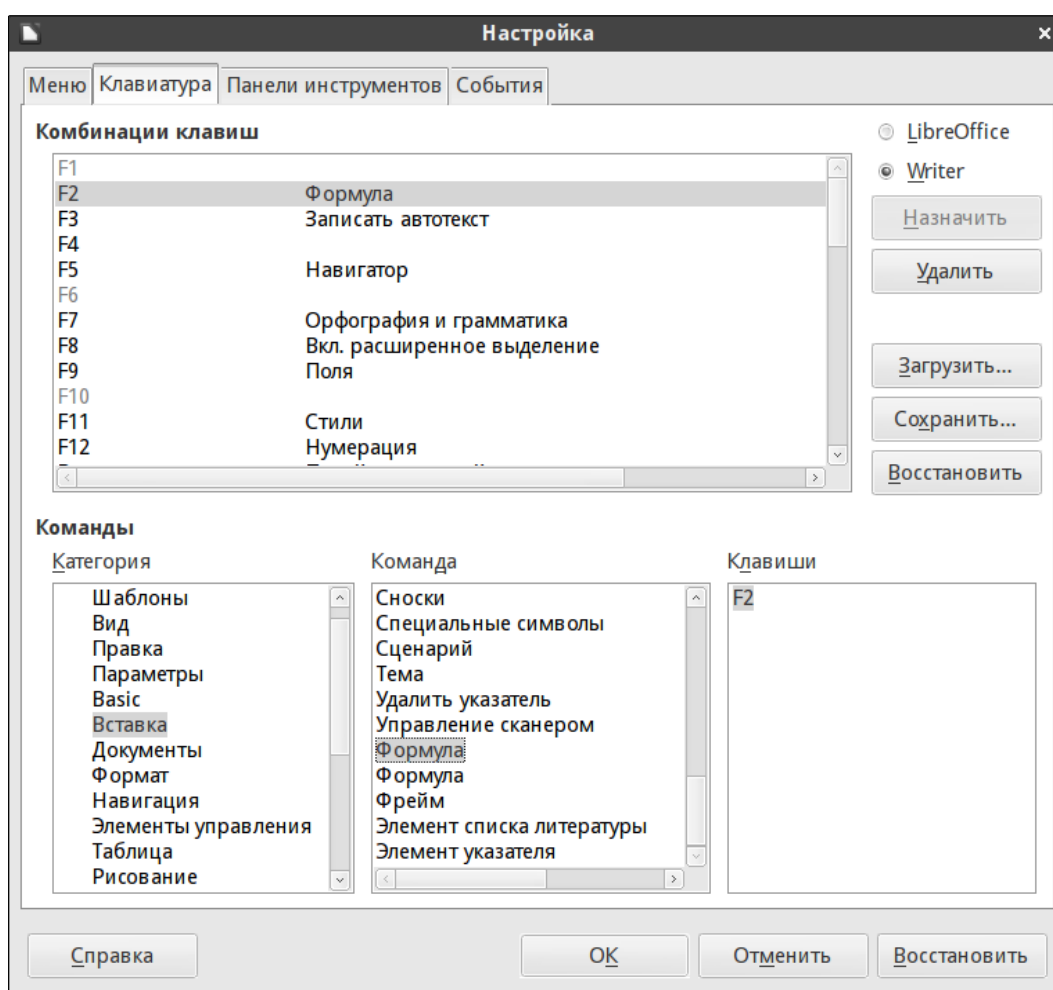 Настройка
Меню Клавиатура Панели инструментов События
Комбинации клавиш
LibreOffice
Writer
F1
F2 Формула
F3 Записать автотекст
F4
F5 Навигатор
F6
F7 Орфография и грамматика
F8 Вкл. расширенное выделение
F9 Поля
F10
F11 Стили
F12 Нумерация
Назначить
Удалить
Загрузить...
Сохранить...
Восстановить
Команды
Категория
Шаблоны
Вид
Правка
Параметры
Basic
Вставка
Документы
Формат
Навигация
Элементы управления
Таблица
Рисование
Команда
Сноски
Специальные символы
Сценарий
Тема
Удалить указатель
Управление сканером
Формула
Формула
Фрейм
Элемент списка литературы
Элемент указателя
Клавиши
F2
Справка OK Отменить Восстановить